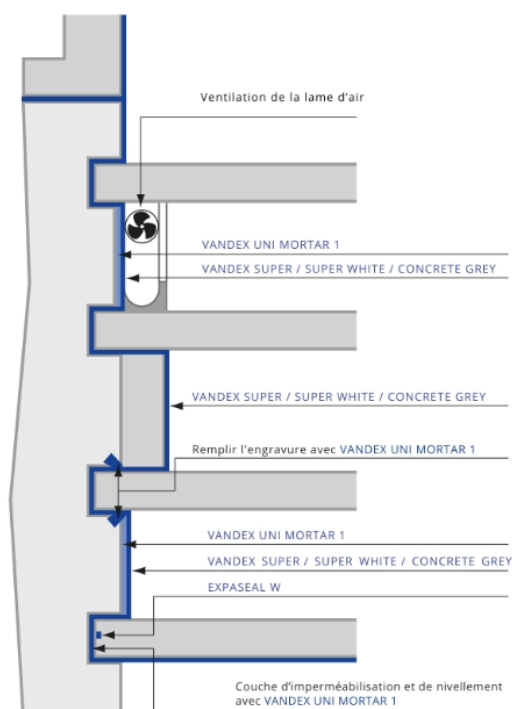 Ventilation de la lame d'air
VANDEX UNI MORTAR 1
VANDEX SUPER / SUPER WHITE / CONCRETE GREY
VANDEX SUPER / SUPER WHITE / CONCRETE GREY
Remplir l'engravure avec VANDEX UNI MORTAR 1
VANDEX UNI MORTAR 1
VANDEX SUPER / SUPER WHITE / CONCRETE GREY
EXPASEAL W
Couche d'imperméabilisation et de nivellement
avec VANDEX UNI MORTAR 1